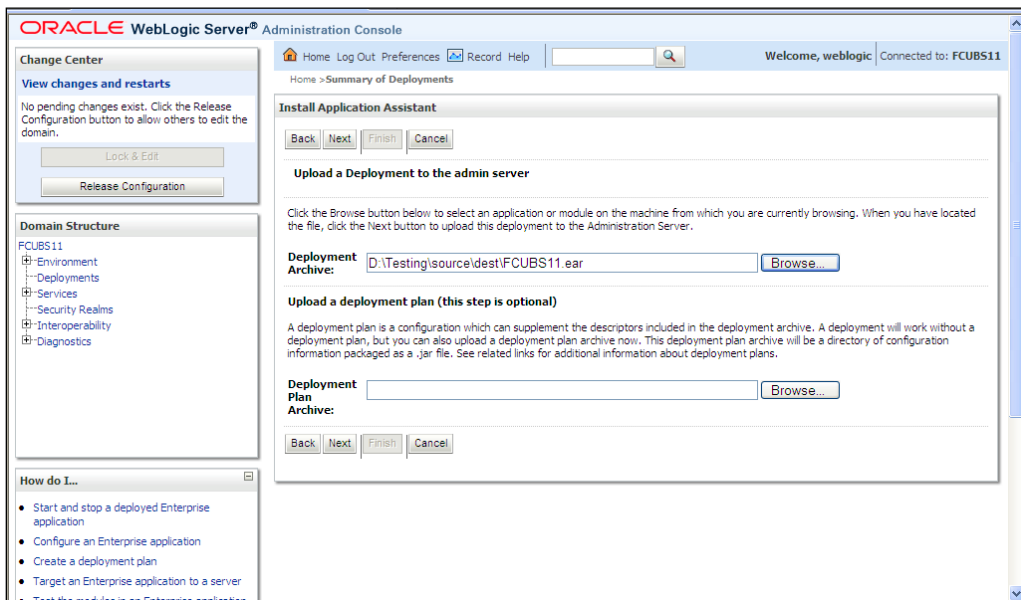 ORACLE WebLogic Server® Administration Console
Change Center
View changes and restarts
No pending changes exist. Click the Release
Configuration button to allow others to edit the
domain.
Lock & Edit
Release Configuration
Domain Structure
FCUBS11
Environment
Deployments
Services
Security Realms
Interoperability
Diagnostics
How do I...
Start and stop a deployed Enterprise
application
Configure an Enterprise application
Create a deployment plan
Target an Enterprise application to a server
Test the modules in an Enterprise application
Home Log Out Preferences Record Help
Welcome, weblogic Connected to: FCUBS11
Home >Summary of Deployments
Install Application Assistant
Back Next Finish Cancel
Upload a Deployment to the admin server
Click the Browse button below to select an application or module on the machine from which you are currently browsing. When you have located
the file, click the Next button to upload this deployment to the Administration Server.
Deployment
Archive:
D:\Testing\source\dest\FCUBS11.ear
Browse...
Upload a deployment plan (this step is optional)
A deployment plan is a configuration which can supplement the descriptors included in the deployment archive. A deployment will work without a
deployment plan, but you can also upload a deployment plan archive now. This deployment plan archive will be a directory of configuration
information packaged as a .jar file. See related links for additional information about deployment plans.
Deployment
Plan
Archive:
Browse...
Back Next Finish Cancel